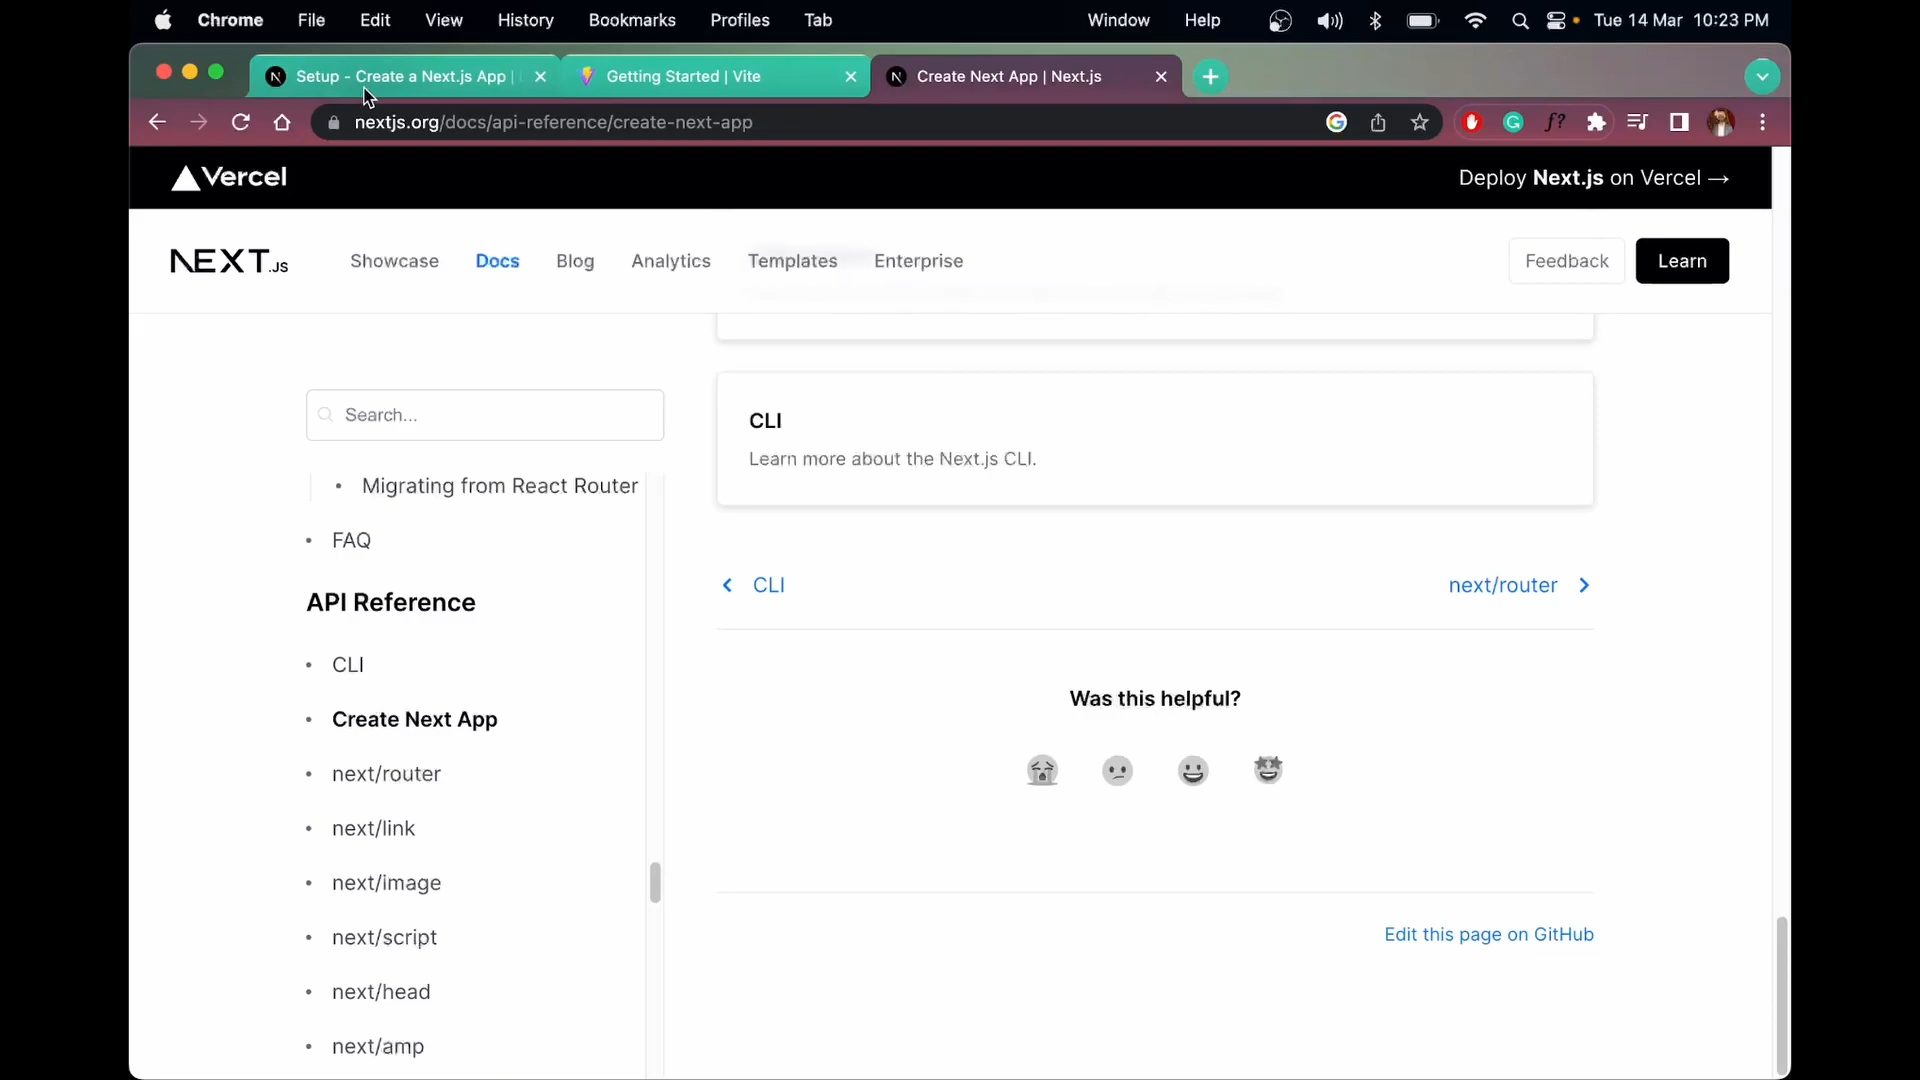 Chrome File Edit View History Bookmarks Profiles Tab Window Help Tue 14 Mar 10:23 PM
Setup - Create a Next.js App | Getting Started | Vite Create Next App | Next.js
nextjs.org/docs/api-reference/create-next-app
Vercel Deploy Next.js on Vercel →
NEXT.JS Showcase Docs Blog Analytics Templates Enterprise Feedback Learn
Search...
Migrating from React Router
FAQ
API Reference
CLI
Create Next App
next/router
next/link
next/image
next/script
next/head
next/amp
CLI
Learn more about the Next.js CLI.
CLI next/router
Was this helpful?
Edit this page on GitHub